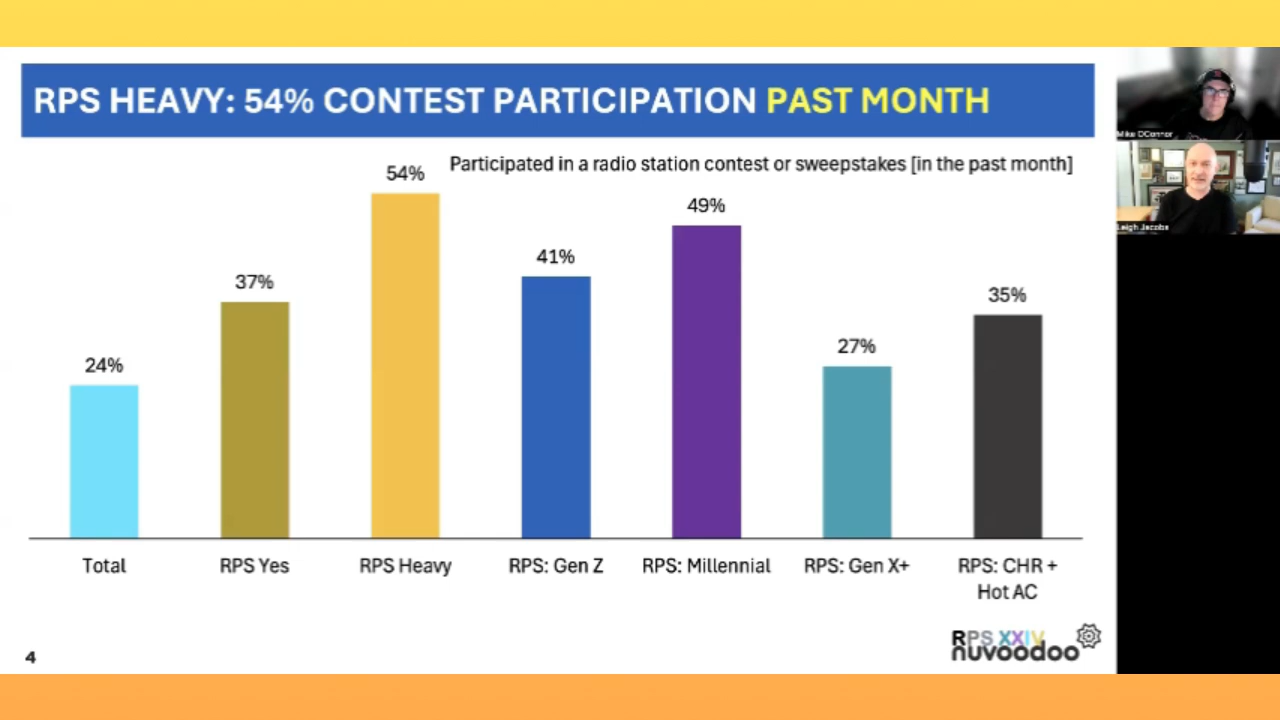 RPS HEAVY: 54% CONTEST PARTICIPATION PAST MONTH
Participated in a radio station contest or sweepstakes [in the past month]
24%
37%
54%
41%
49%
27%
35%
Total
RPS Yes
RPS Heavy
RPS: Gen Z
RPS: Millennial
RPS: Gen X+
RPS: CHR +
Hot AC
4
RPS XXIV
nuvoodoo
Mike OConnor
Leigh Jacobs